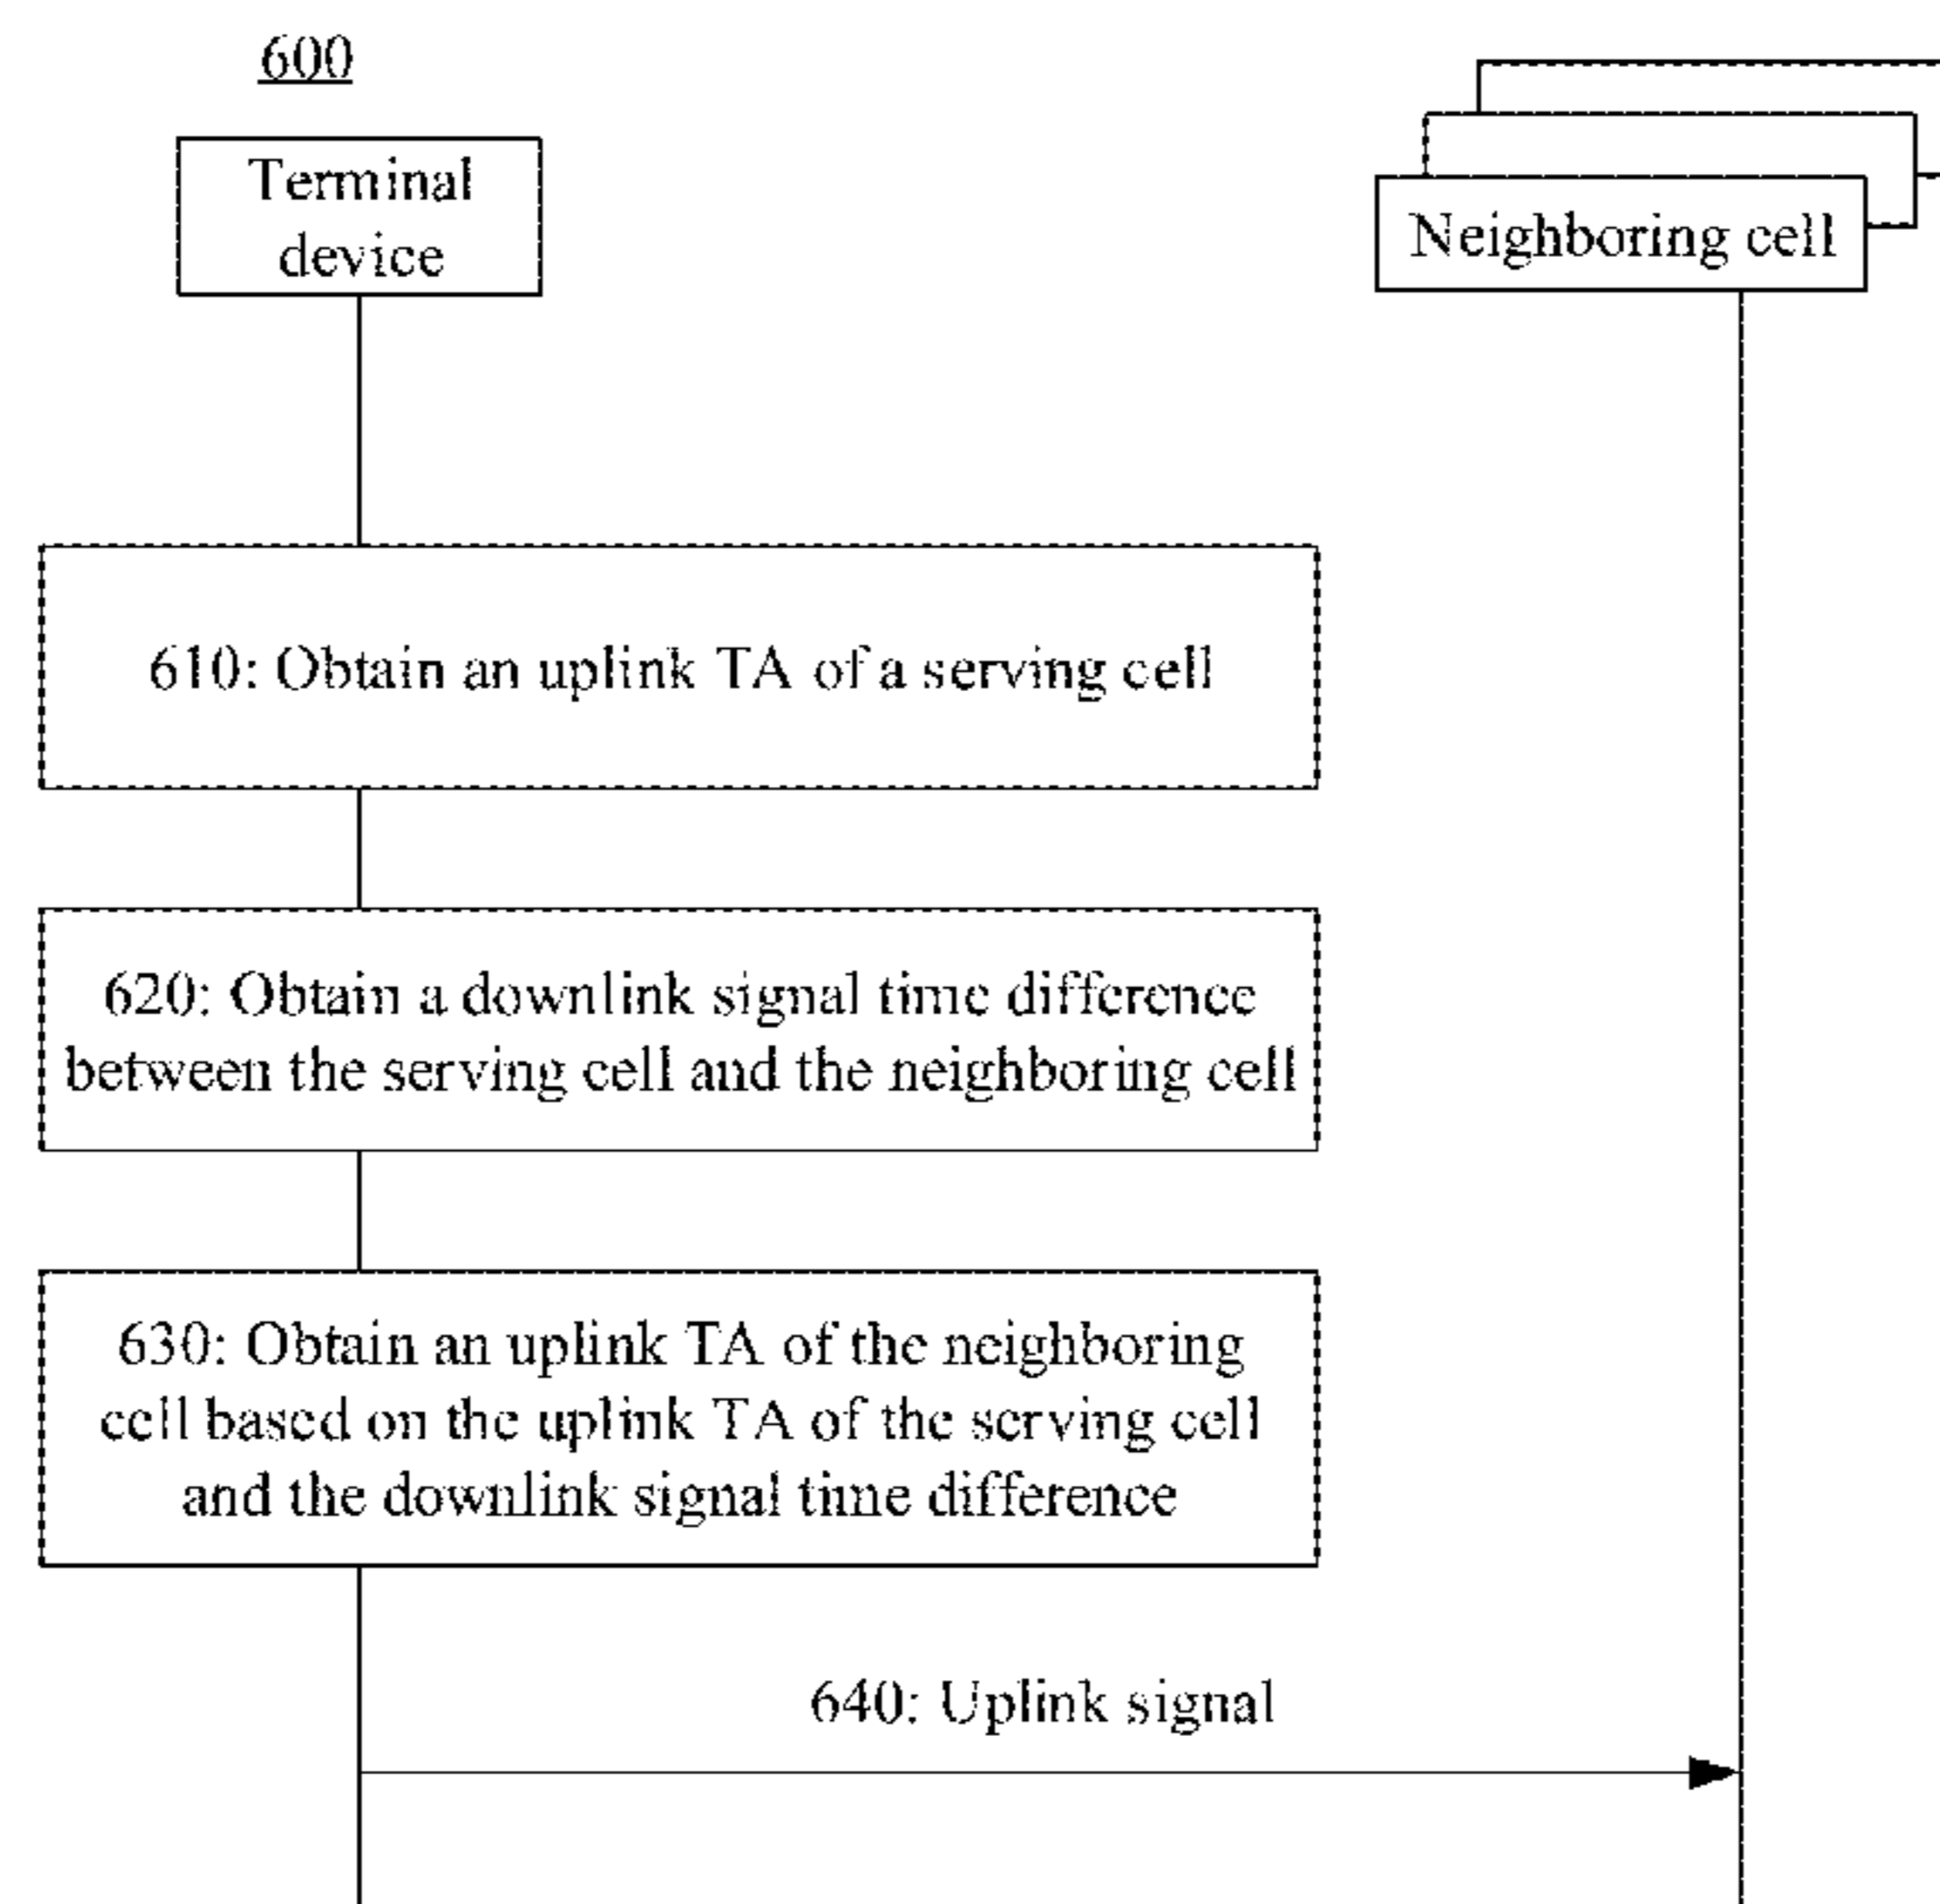 600
Terminal
device
Neighboring cell
610: Obtain an uplink TA of a serving cell
620: Obtain a downlink signal time difference
between the serving cell and the neighboring cell
630: Obtain an uplink TA of the neighboring
cell based on the uplink TA of the serving cell
and the downlink signal time difference
640: Uplink signal